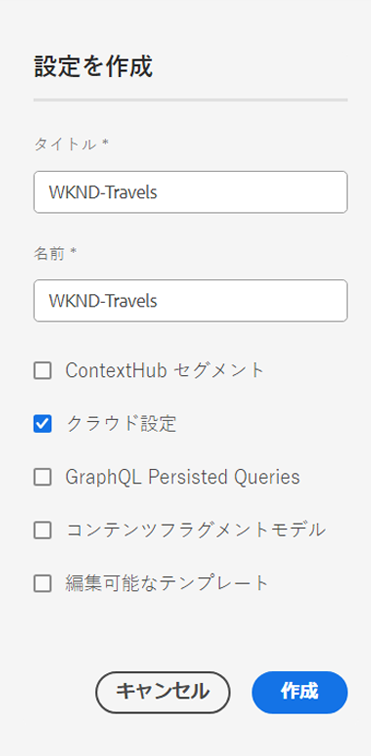 設定を作成
タイトル *
WKND-Travels
名前 *
WKND-Travels
ContextHub セグメント
クラウド設定
GraphQL Persisted Queries
コンテンツフラグメントモデル
編集可能なテンプレート
キャンセル
作成